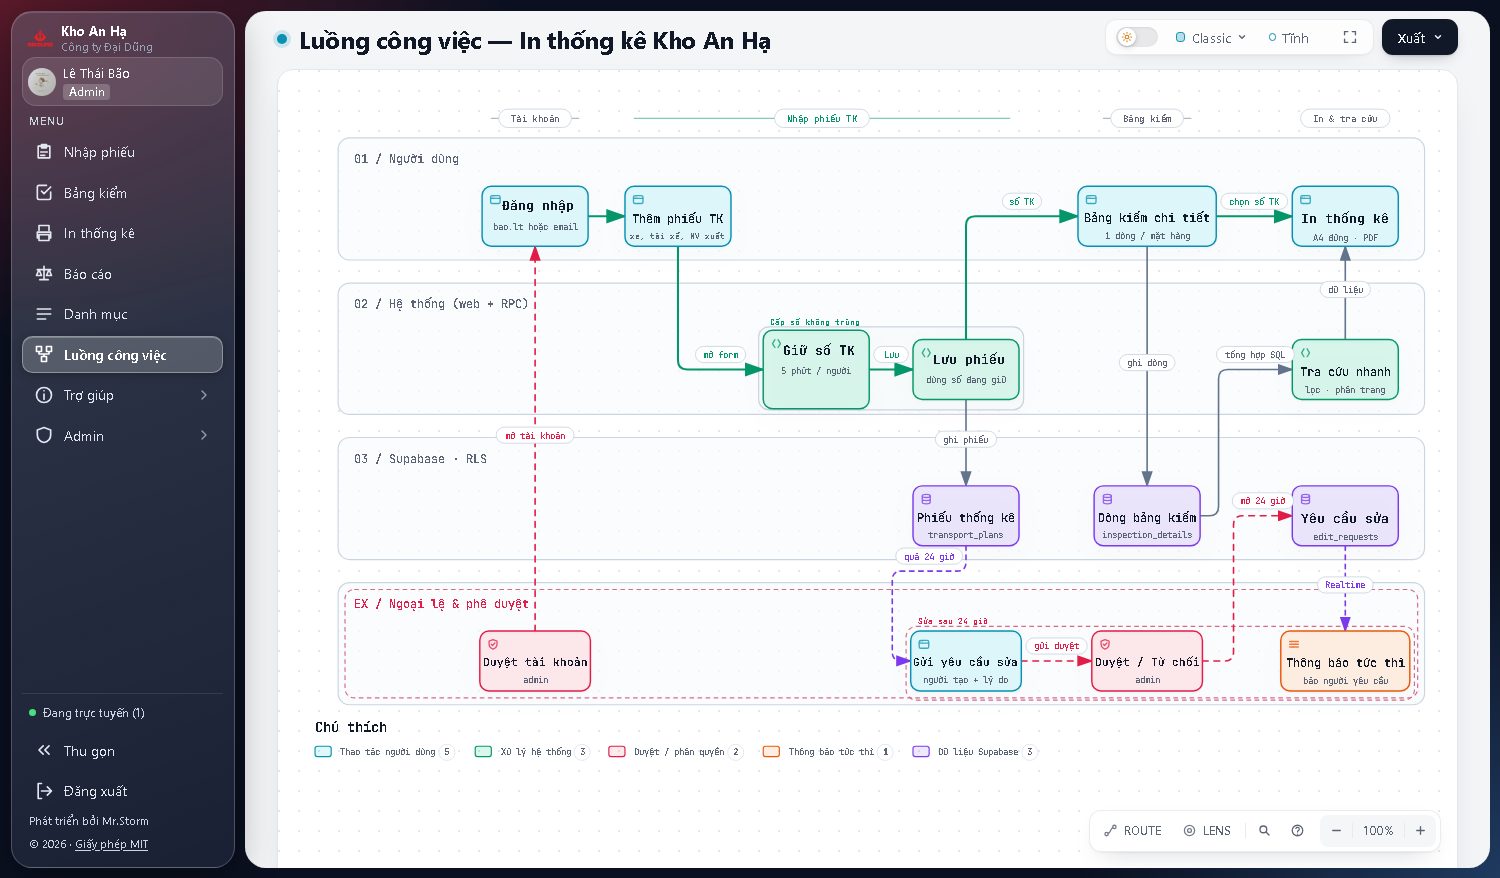 Kho An Hạ
Công ty Đại Dũng
Lê Thái Bão
Admin
MENU
Nhập phiếu
Bảng kiểm
In thống kê
Báo cáo
Danh mục
Luồng công việc
Trợ giúp
Admin
Đang trực tuyến (1)
Thu gọn
Đăng xuất
Phát triển bởi Mr.Storm
© 2026 · Giấy phép MIT
Luồng công việc — In thống kê Kho An Hạ
Classic
Tĩnh
Xuất
Tài khoản
Nhập phiếu TK
Bảng kiểm
In & tra cứu
01 / Người dùng
Đăng nhập
bao.lt hoặc email
Thêm phiếu TK
xe, tài xế, NV xuất
số TK
Bảng kiểm chi tiết
1 dòng / mặt hàng
chọn số TK
In thống kê
A4 đứng · PDF
dữ liệu
02 / Hệ thống (web + RPC)
Cấp số không trùng
mở form
Giữ số TK
5 phút / người
Lưu
Lưu phiếu
dùng số đang giữ
ghi dòng
tổng hợp SQL
Tra cứu nhanh
lọc · phân trang
mở tài khoản
ghi phiếu
03 / Supabase · RLS
Phiếu thống kê
transport_plans
Dòng bảng kiểm
inspection_details
mở 24 giờ
Yêu cầu sửa
edit_requests
quá 24 giờ
Realtime
EX / Ngoại lệ & phê duyệt
Sửa sau 24 giờ
Duyệt tài khoản
admin
Gửi yêu cầu sửa
người tạo + lý do
gửi duyệt
Duyệt / Từ chối
admin
Thông báo tức thì
báo người yêu cầu
Chú thích
Thao tác người dùng 5
Xử lý hệ thống 3
Duyệt / phân quyền 2
Thông báo tức thì 1
Dữ liệu Supabase 3
ROUTE
LENS
100%